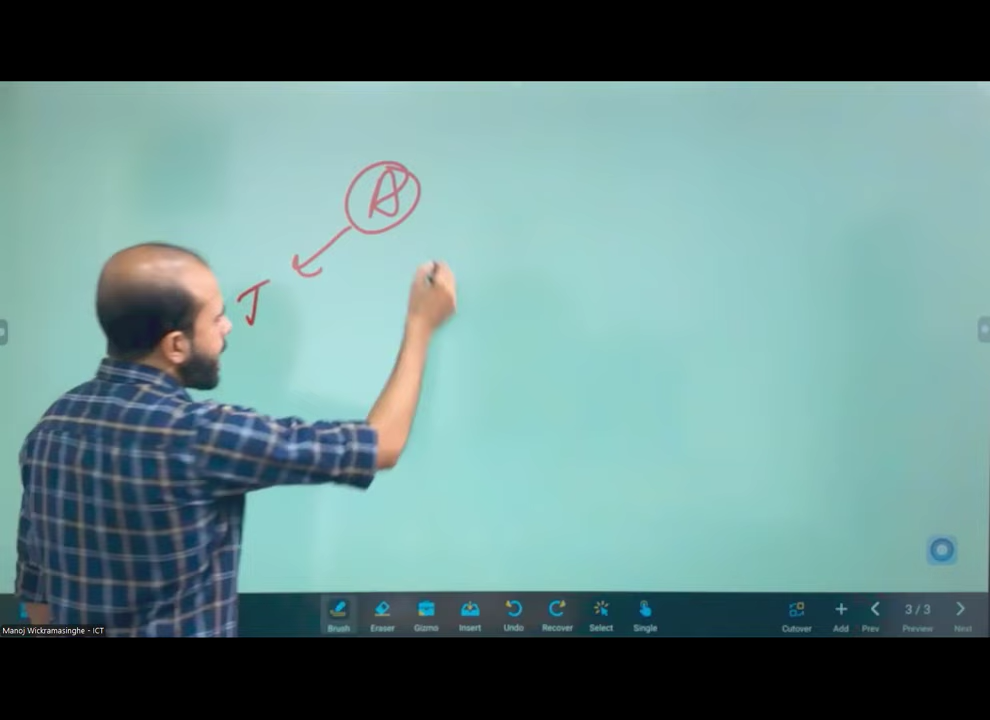 A
J
Manoj Wickramasinghe - ICT
Brush Eraser Gizmo Insert Undo Recover Select Single Cutover Add Prev Preview Next
3 / 3